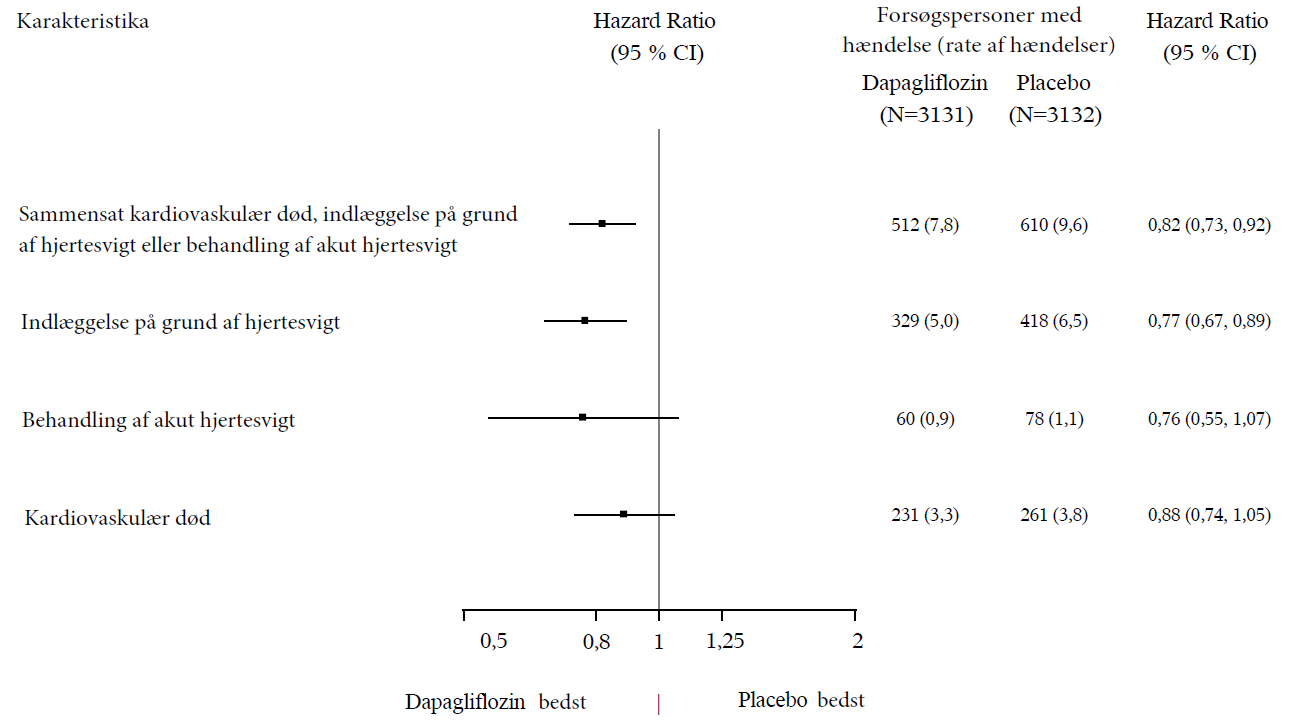 Karakteristika
Hazard Ratio
(95 % CI)
Forsøgspersoner med
hændelse (rate af hændelser)
Hazard Ratio
(95 % CI)
Dapagliflozin Placebo
(N=3131) (N=3132)
Sammensat kardiovaskulær død, indlæggelse på grund
af hjertesvigt eller behandling af akut hjertesvigt
512 (7,8) 610 (9,6) 0,82 (0,73, 0,92)
Indlæggelse på grund af hjertesvigt 329 (5,0) 418 (6,5) 0,77 (0,67, 0,89)
Behandling af akut hjertesvigt 60 (0,9) 78 (1,1) 0,76 (0,55, 1,07)
Kardiovaskulær død 231 (3,3) 261 (3,8) 0,88 (0,74, 1,05)
0,5 0,8 1 1,25 2
Dapagliflozin bedst Placebo bedst